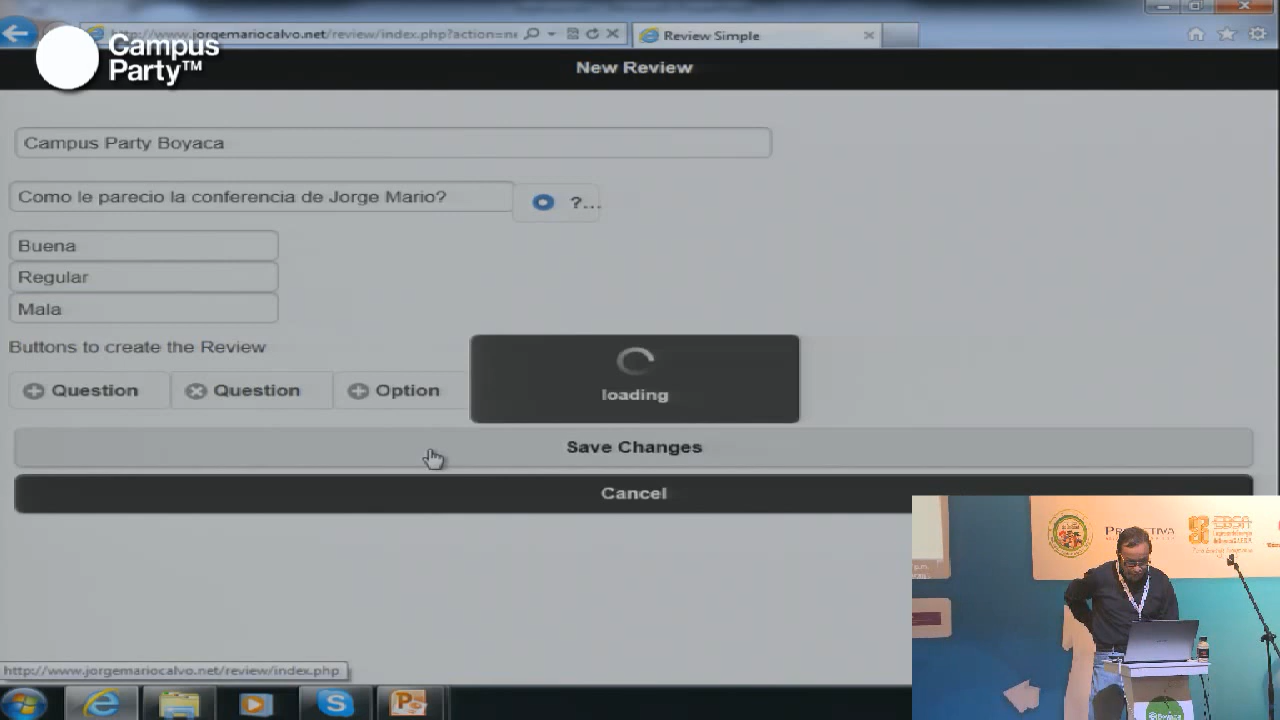 Campus
Party™
http://www.jorgemariocalvo.net/review/index.php?action=ne
Review Simple
New Review
Campus Party Boyaca
Como le parecio la conferencia de Jorge Mario?
?...
Buena
Regular
Mala
Buttons to create the Review
Question
Question
Option
loading
Save Changes
Cancel
http://www.jorgemariocalvo.net/review/index.php
EBSA
p.m.